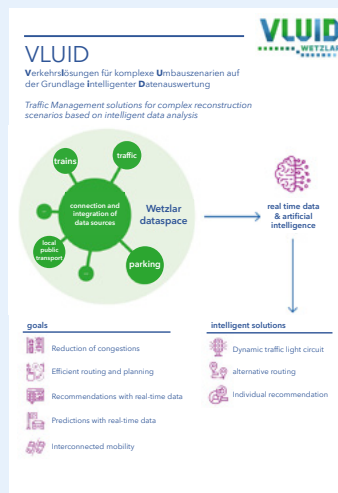 VLUID
WETZLAR
VLUID
Verkehrslösungen für komplexe Umbauszenarien auf
der Grundlage intelligenter Datenauswertung
Traffic Management solutions for complex reconstruction
scenarios based on intelligent data analysis
trains
traffic
connection and
integration of
data sources
Wetzlar
dataspace
local
public
transport
parking
real time data
& artificial
intelligence
goals
Reduction of congestions
Efficient routing and planning
Recommendations with real-time data
Predictions with real-time data
Interconnected mobility
intelligent solutions
Dynamic traffic light circuit
alternative routing
Individual recommendation